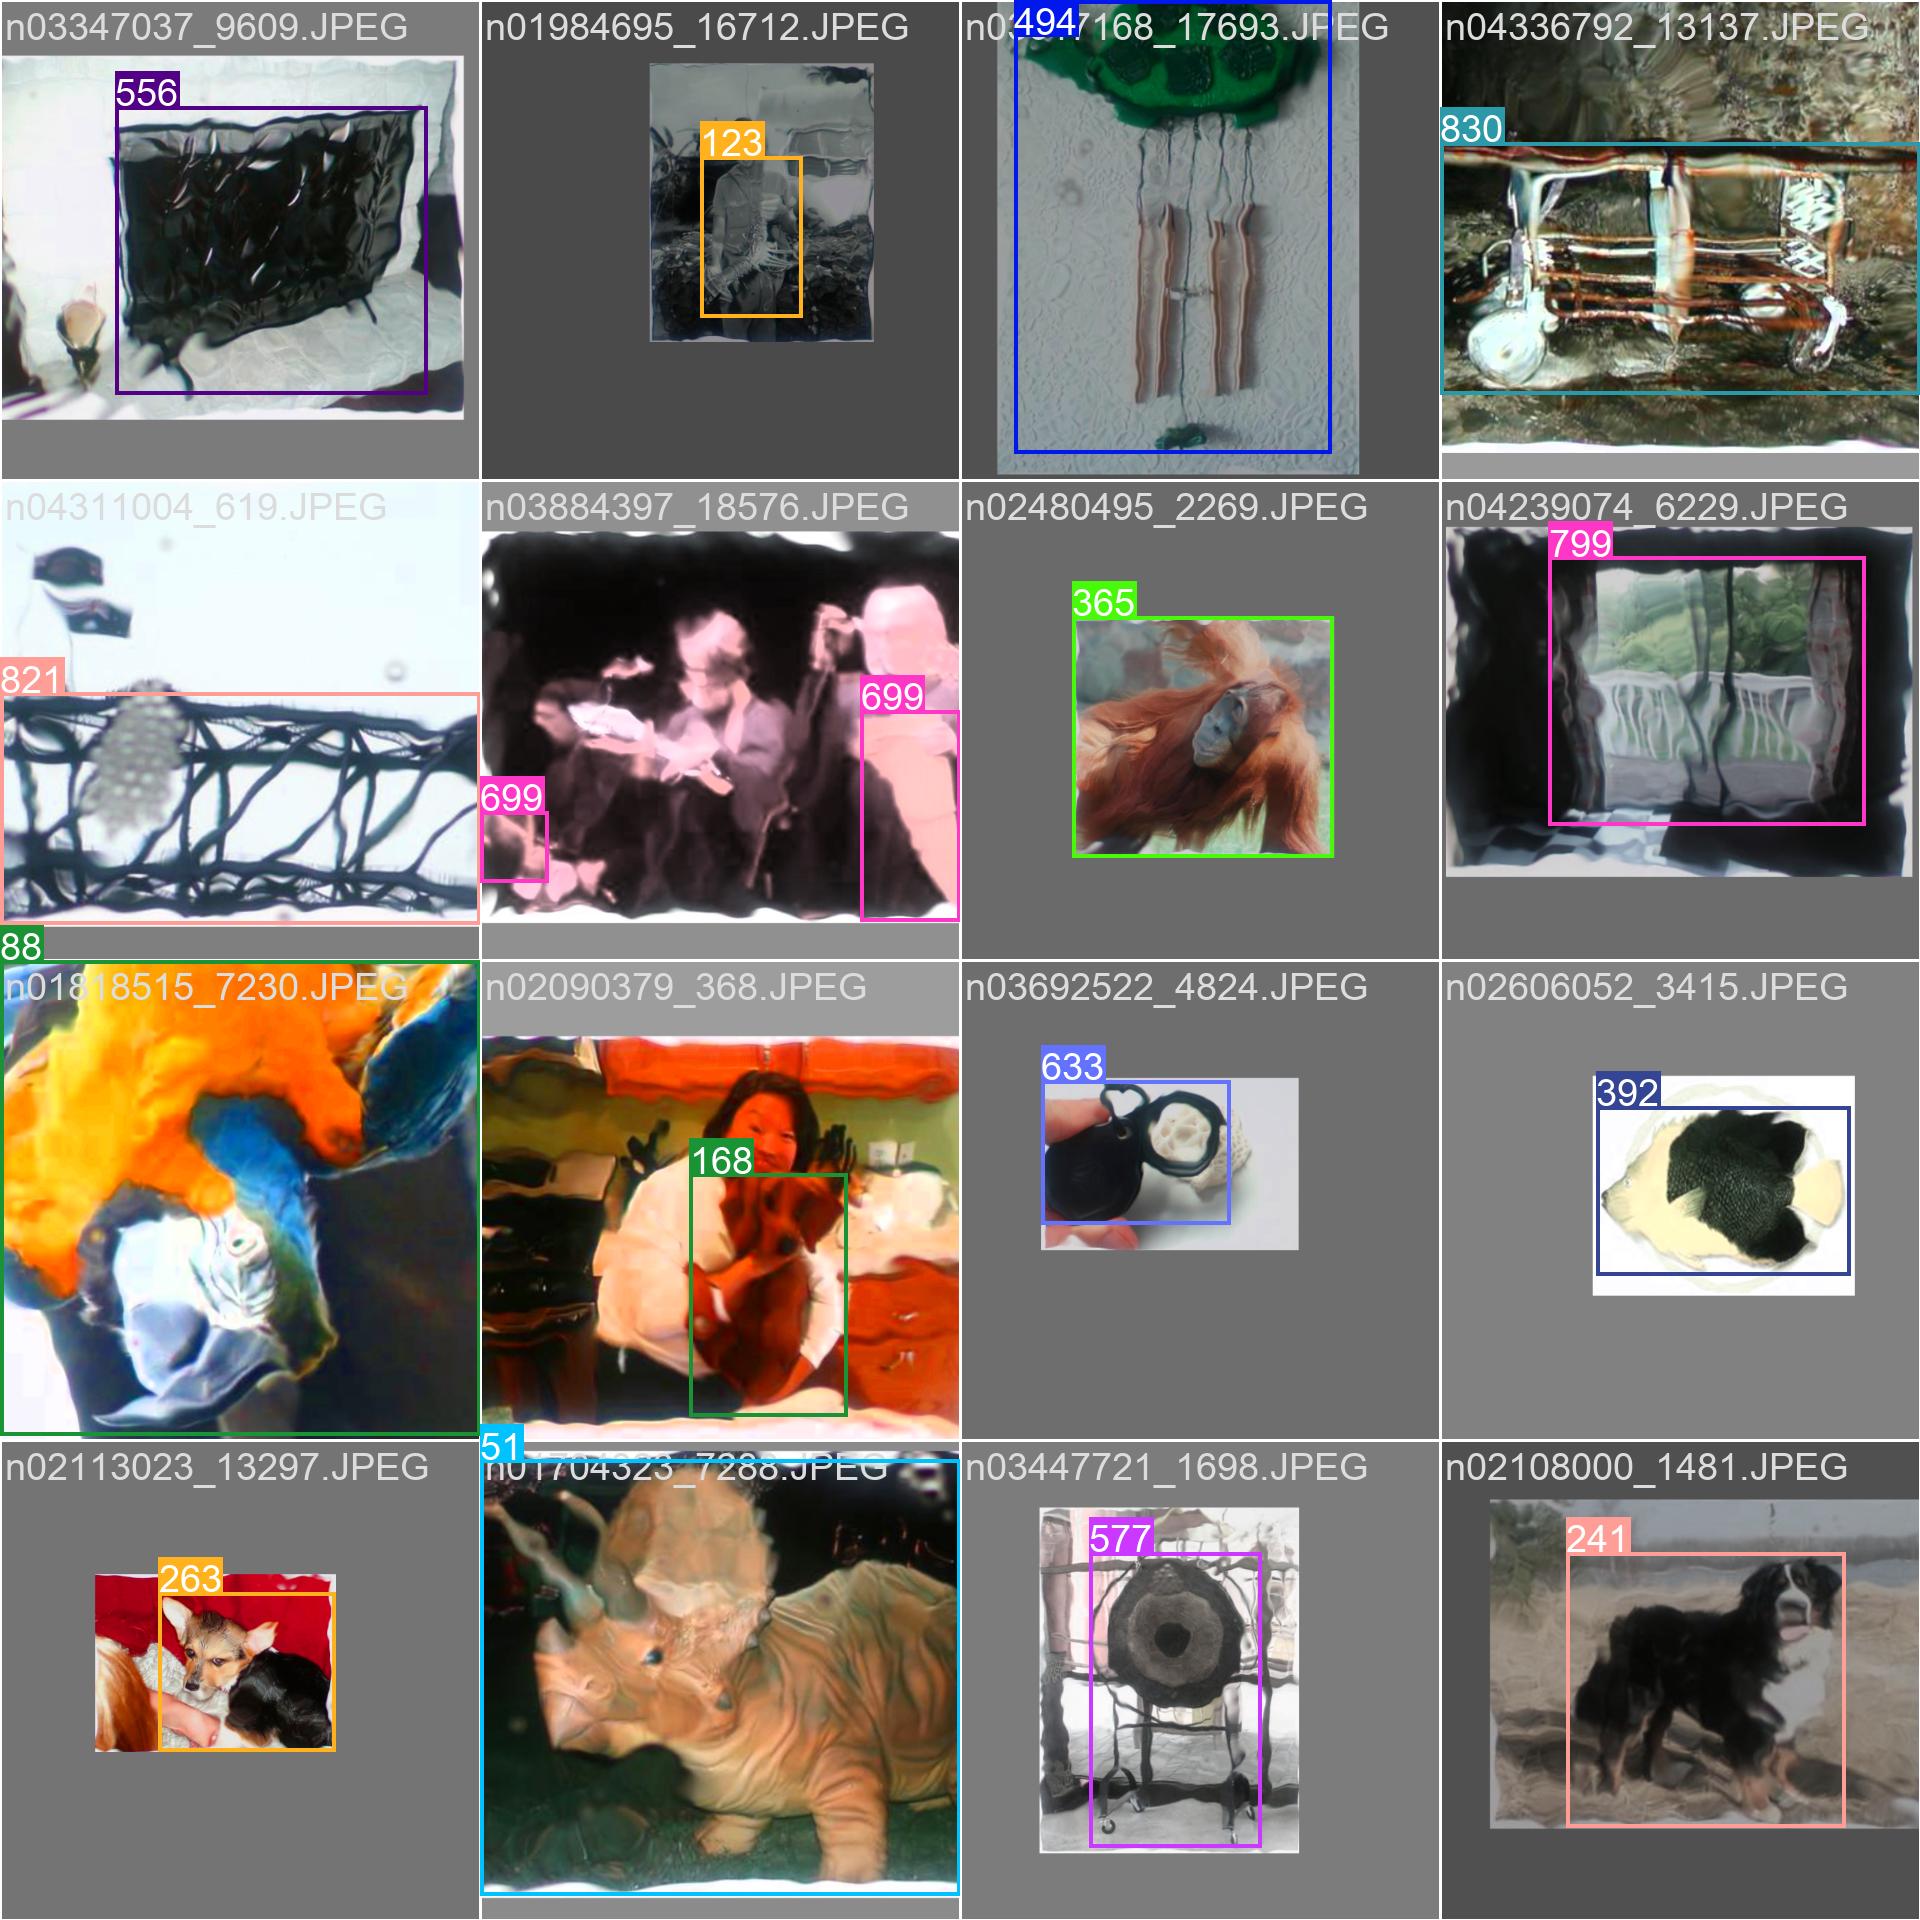 n03347037_9609.JPEG
556
n01984695_16712.JPEG
123
494
7168_17693.JPEG
n04336792_13137.JPEG
830
n04311004_619.JPEG
821
n03884397_18576.JPEG
699
699
n02480495_2269.JPEG
365
n04239074_6229.JPEG
799
88
n01818515_7230.JPEG
n02090379_368.JPEG
168
n03692522_4824.JPEG
633
n02606052_3415.JPEG
392
n02113023_13297.JPEG
263
51
n01704323_7288.JPEG
n03447721_1698.JPEG
577
n02108000_1481.JPEG
241